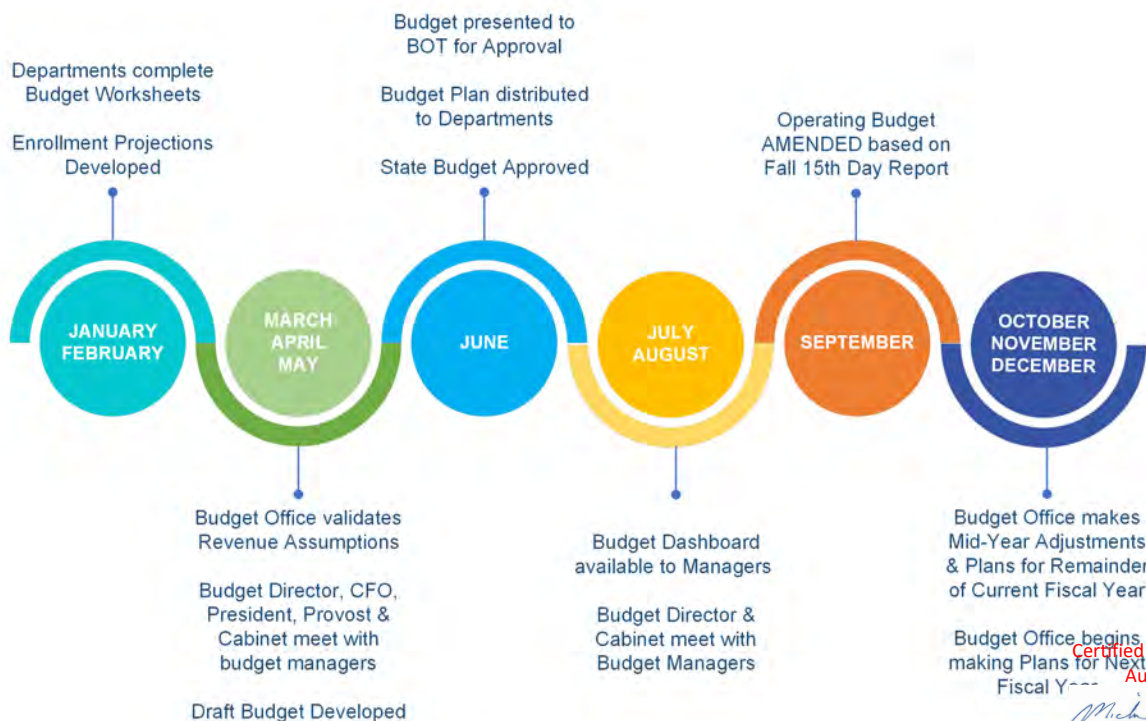 Departments complete
Budget Worksheets
Enrollment Projections
Developed
JANUARY
FEBRUARY
MARCH
APRIL
MAY
Budget Office validates
Revenue Assumptions
Budget Director, CFO,
President, Provost &
Cabinet meet with
budget managers
Draft Budget Developed
Budget presented to
BOT for Approval
Budget Plan distributed
to Departments
State Budget Approved
JUNE
JULY
AUGUST
Budget Dashboard
available to Managers
Budget Director &
Cabinet meet with
Budget Managers
Operating Budget
AMENDED based on
Fall 15th Day Report
SEPTEMBER
OCTOBER
NOVEMBER
DECEMBER
Budget Office makes
Mid-Year Adjustments
& Plans for Remainder
of Current Fiscal Year
Budget Office begins
making Plans for Next
Fiscal
Certified
Au